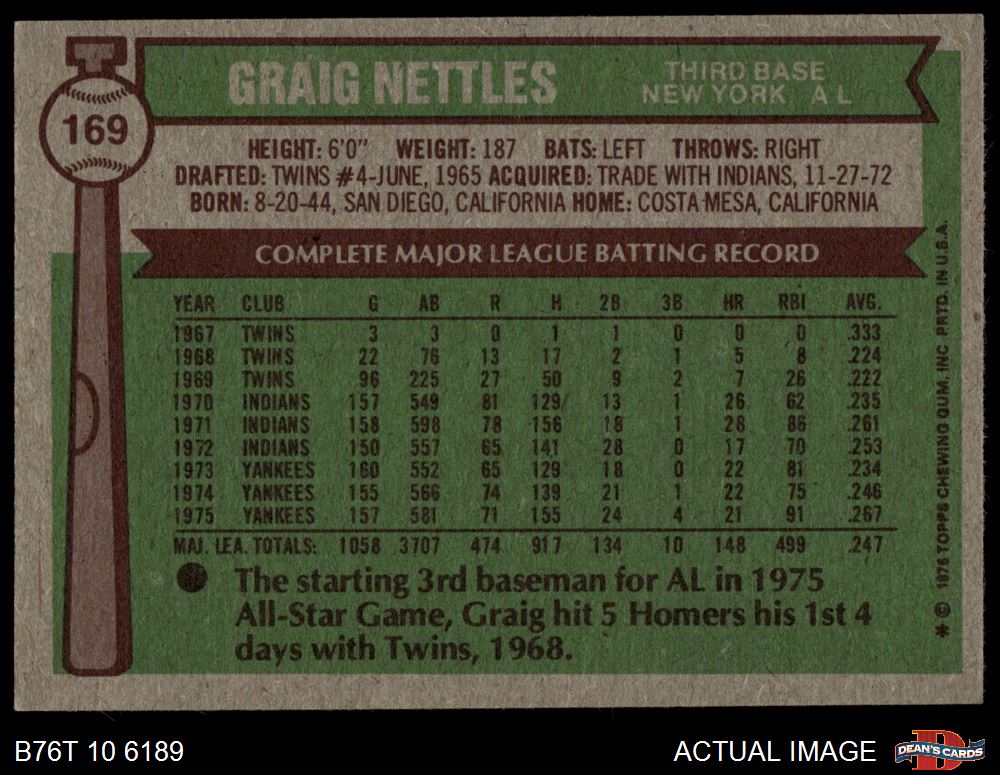 T
169
GRAIG NETTLES
THIRD BASE
NEW YORK A L
HEIGHT: 6'0" WEIGHT: 187 BATS: LEFT THROWS: RIGHT
DRAFTED: TWINS #4-JUNE, 1965 ACQUIRED: TRADE WITH INDIANS, 11-27-72
BORN: 8-20-44, SAN DIEGO, CALIFORNIA HOME: COSTA MESA, CALIFORNIA
COMPLETE MAJOR LEAGUE BATTING RECORD
YEAR CLUB G AB R H 2B 3B HR RBI AVG.
1967 TWINS 3 3 0 1 1 0 0 0 .333
1968 TWINS 22 76 13 17 2 1 5 8 .224
1969 TWINS 96 225 27 50 9 2 7 26 .222
1970 INDIANS 157 549 81 129 13 1 26 62 .235
1971 INDIANS 158 598 78 156 18 1 28 86 .261
1972 INDIANS 150 557 65 141 28 0 17 70 .253
1973 YANKEES 160 552 65 129 18 0 22 81 .234
1974 YANKEES 155 566 74 139 21 1 22 75 .246
1975 YANKEES 157 581 71 155 24 4 21 91 .267
MAJ. LEA. TOTALS: 1058 3707 474 917 134 10 148 499 .247
The starting 3rd baseman for AL in 1975
All-Star Game, Graig hit 5 Homers his 1st 4
days with Twins, 1968.
* © 1976 TOPPS CHEWING GUM, INC. PRTD. IN U.S.A.
B76T 10 6189
ACTUAL IMAGE
DEAN'S CARDS